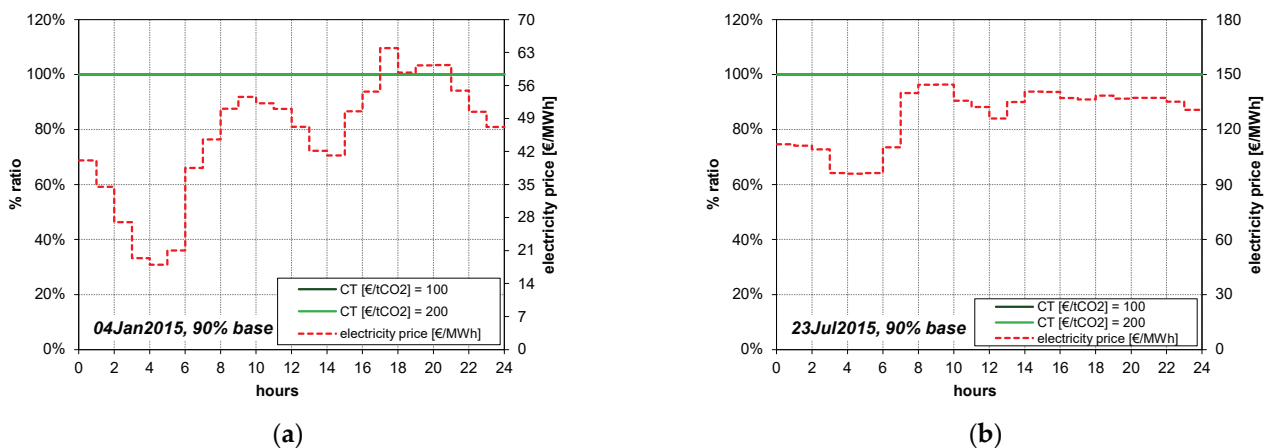 120%
100%
80%
60%
40%
20%
0%
% ratio
70
63
56
49
42
35
28
21
14
7
0
electricity price [€/MWh]
CT [€/tCO2] = 100
CT [€/tCO2] = 200
electricity price [€/MWh]
04Jan2015, 90% base
0 2 4 6 8 10 12 14 16 18 20 22 24
hours
(a)
120%
100%
80%
60%
40%
20%
0%
% ratio
180
150
120
90
60
30
0
electricity price [€/MWh]
CT [€/tCO2] = 100
CT [€/tCO2] = 200
electricity price [€/MWh]
23Jul2015, 90% base
0 2 4 6 8 10 12 14 16 18 20 22 24
hours
(b)